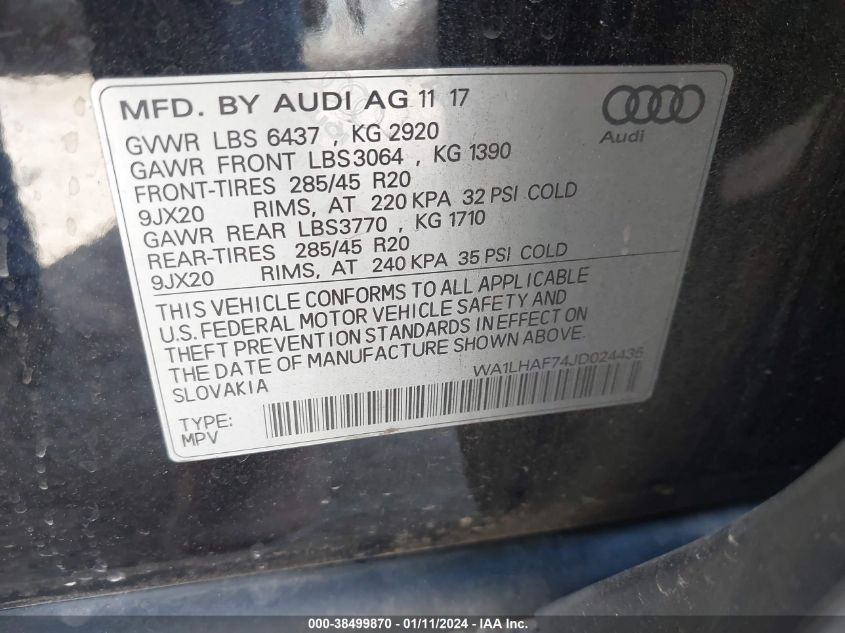 MFD. BY AUDI AG 11 17
Audi
GVWR LBS 6437 , KG 2920
GAWR FRONT LBS3064 , KG 1390
FRONT-TIRES 285/45 R20
9JX20 RIMS, AT 220 KPA 32 PSI COLD
GAWR REAR LBS3770 , KG 1710
REAR-TIRES 285/45 R20
9JX20 RIMS, AT 240 KPA 35 PSI COLD
THIS VEHICLE CONFORMS TO ALL APPLICABLE
U.S. FEDERAL MOTOR VEHICLE SAFETY AND
THEFT PREVENTION STANDARDS IN EFFECT ON
THE DATE OF MANUFACTURE ABOVE.
SLOVAKIA
WA1LHAF74JD024435
TYPE:
MPV
000-38499870 - 01/11/2024 - IAA Inc.